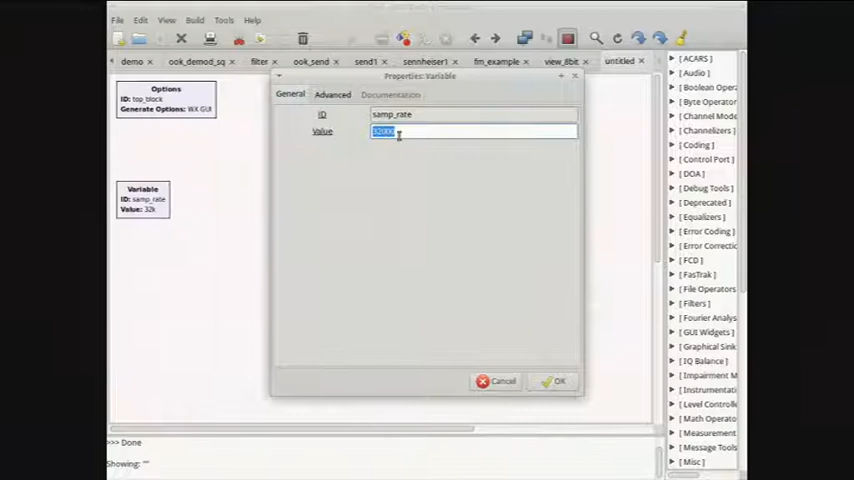 File Edit View Build Tools Help
demo ook_demod_sq filter ook_send send1 sennheiser1 fm_example view_8bit untitled
Properties: Variable
General Advanced Documentation
ID samp_rate
Value 32000
Cancel OK
Options
ID: top_block
Generate Options: WX GUI
Variable
ID: samp_rate
Value: 32k
[ ACARS ]
[ Audio ]
[ Boolean Opera
[ Byte Operator
[ Channel Mode
[ Channelizers ]
[ Coding ]
[ Control Port ]
[ DOA ]
[ Debug Tools ]
[ Deprecated ]
[ Equalizers ]
[ Error Coding ]
[ Error Correctio
[ FCD ]
[ FasTrak ]
[ File Operators
[ Filters ]
[ Fourier Analys
[ GUI Widgets ]
[ Graphical Sink
[ IQ Balance ]
[ Impairment M
[ Instrumentati
[ Level Controlle
[ Math Operato
[ Measurement
[ Message Tools
[ Misc ]
>>> Done
Showing: ""